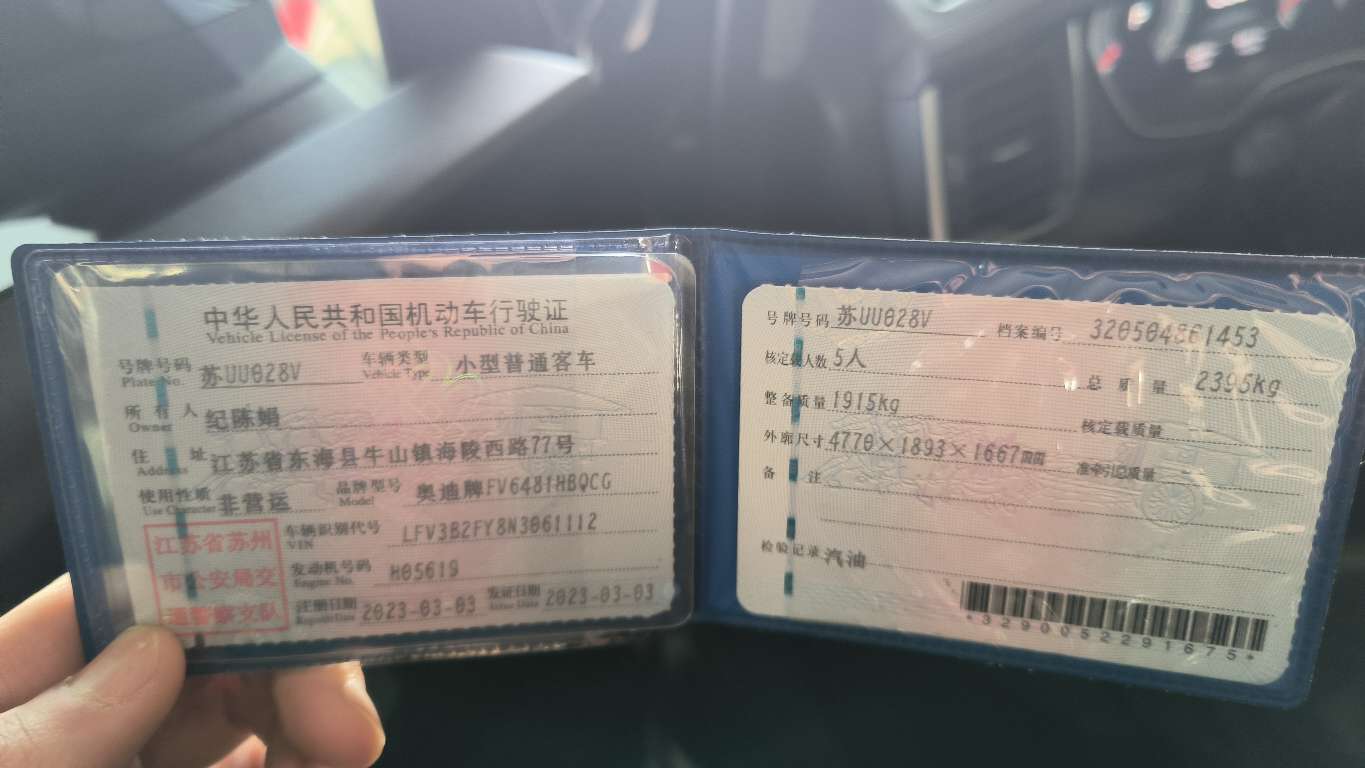 中华人民共和国机动车行驶证
Vehicle License of the People's Republic of China
号牌号码 苏UU028V 车辆类型 小型普通客车
Plate No. Vehicle Type
所有人 纪陈娟
Owner
住址 江苏省东海县牛山镇海陵西路77号
Address
使用性质 非营运 品牌型号 奥迪牌FV6481HBQCG
Use Character Model
江苏省苏州
市公安局交
通警察支队
车辆识别代号 LFV3B2FY8N3061112
VIN
发动机号码 H05619
Engine No.
注册日期 2023-03-03 发证日期 2023-03-03
Register Date Issue Date
号牌号码 苏UU028V 档案编号 320504861453
核定载人数 5人 总质量 2395kg
整备质量 1915kg 核定载质量 --
外廓尺寸 4770×1893×1667 准牵引总质量 --
备注
检验记录 汽油
*3290052291675*